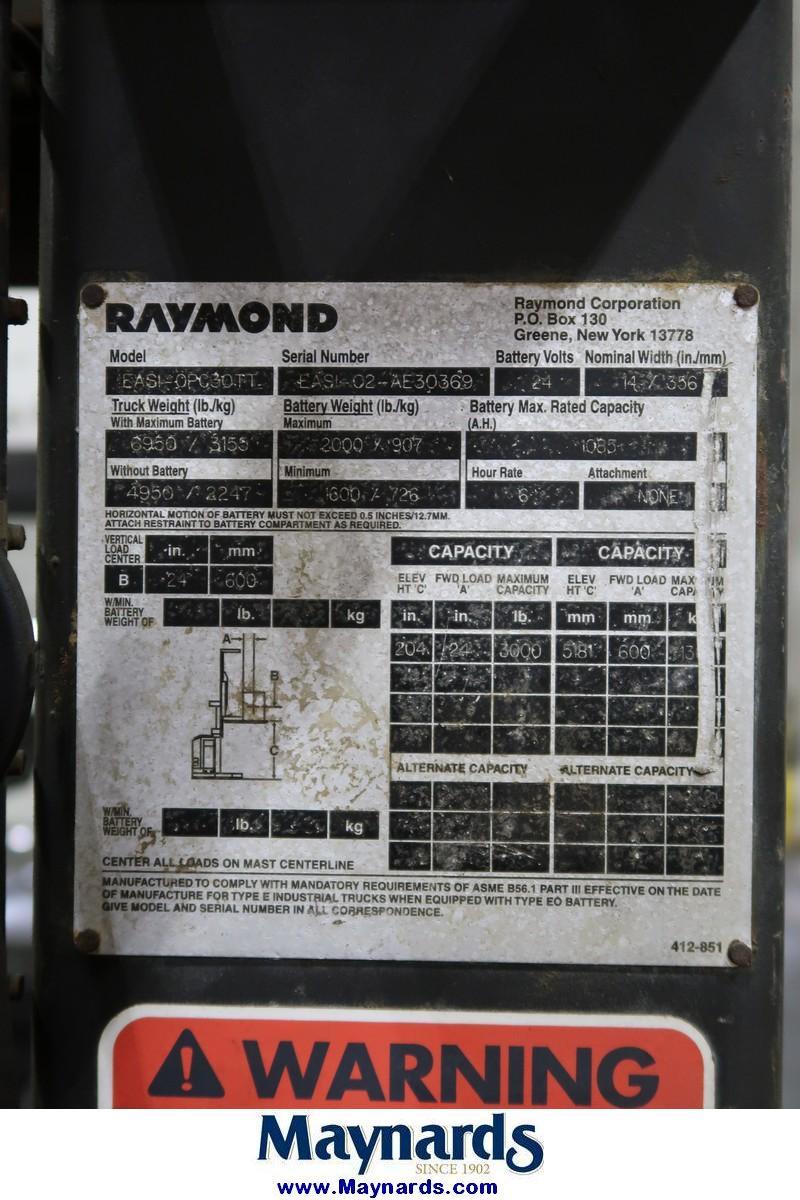 RAYMOND
Raymond Corporation
P.O. Box 130
Greene, New York 13778
Model Serial Number Battery Volts Nominal Width (in./mm)
EASI-OPC30TT EASI-02-AE30369 24 14 / 356
Truck Weight (lb./kg) Battery Weight (lb./kg) Battery Max. Rated Capacity
With Maximum Battery Maximum (A.H.)
6950 / 3155 2000 / 907 1085
Without Battery Minimum Hour Rate Attachment
4950 / 2247 1600 / 726 6 NONE
HORIZONTAL MOTION OF BATTERY MUST NOT EXCEED 0.5 INCHES/12.7MM.
ATTACH RESTRAINT TO BATTERY COMPARTMENT AS REQUIRED.
VERTICAL LOAD CENTER in. mm
B 24 600
W/MIN. BATTERY WEIGHT OF lb. kg
A
B
C
CAPACITY CAPACITY
ELEV HT 'C' FWD LOAD 'A' MAXIMUM CAPACITY ELEV HT 'C' FWD LOAD 'A'
in. in. lb. mm mm
204 24 3000 5181 600
ALTERNATE CAPACITY ALTERNATE CAPACITY
W/MIN. BATTERY WEIGHT OF lb. kg
CENTER ALL LOADS ON MAST CENTERLINE
MANUFACTURED TO COMPLY WITH MANDATORY REQUIREMENTS OF ASME B56.1 PART III EFFECTIVE ON THE DATE
OF MANUFACTURE FOR TYPE E INDUSTRIAL TRUCKS WHEN EQUIPPED WITH TYPE EO BATTERY.
GIVE MODEL AND SERIAL NUMBER IN ALL CORRESPONDENCE.
412-851
WARNING
Maynards
SINCE 1902
www.Maynards.com